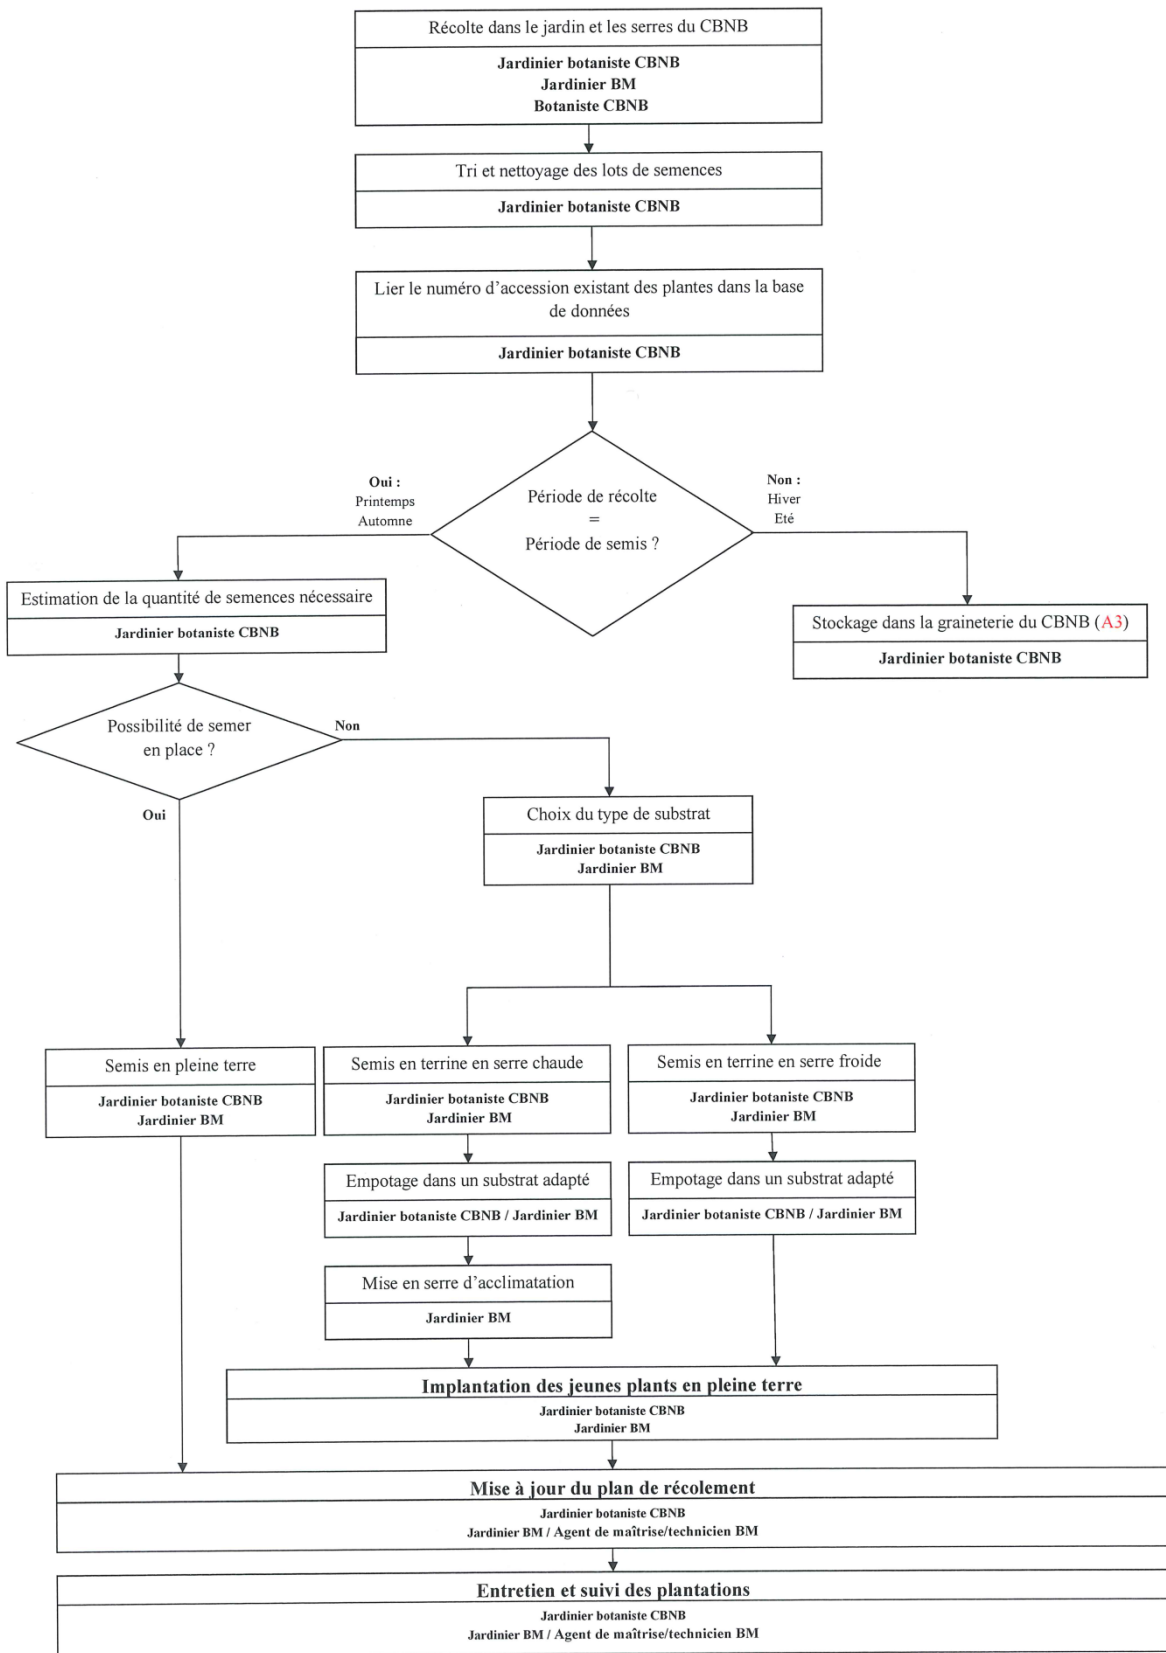 Récolte dans le jardin et les serres du CBNB
Jardinier botaniste CBNB
Jardinier BM
Botaniste CBNB
Tri et nettoyage des lots de semences
Jardinier botaniste CBNB
Lier le numéro d'accession existant des plantes dans la base
de données
Jardinier botaniste CBNB
Période de récolte
=
Période de semis ?
Oui :
Printemps
Automne
Non :
Hiver
Eté
Estimation de la quantité de semences nécessaire
Jardinier botaniste CBNB
Stockage dans la graineterie du CBNB (A3)
Jardinier botaniste CBNB
Possibilité de semer
en place ?
Non
Oui
Choix du type de substrat
Jardinier botaniste CBNB
Jardinier BM
Semis en pleine terre
Jardinier botaniste CBNB
Jardinier BM
Semis en terrine en serre chaude
Jardinier botaniste CBNB
Jardinier BM
Semis en terrine en serre froide
Jardinier botaniste CBNB
Jardinier BM
Empotage dans un substrat adapté
Jardinier botaniste CBNB / Jardinier BM
Empotage dans un substrat adapté
Jardinier botaniste CBNB / Jardinier BM
Mise en serre d'acclimatation
Jardinier BM
Implantation des jeunes plants en pleine terre
Jardinier botaniste CBNB
Jardinier BM
Mise à jour du plan de récolement
Jardinier botaniste CBNB
Jardinier BM / Agent de maîtrise/technicien BM
Entretien et suivi des plantations
Jardinier botaniste CBNB
Jardinier BM / Agent de maîtrise/technicien BM